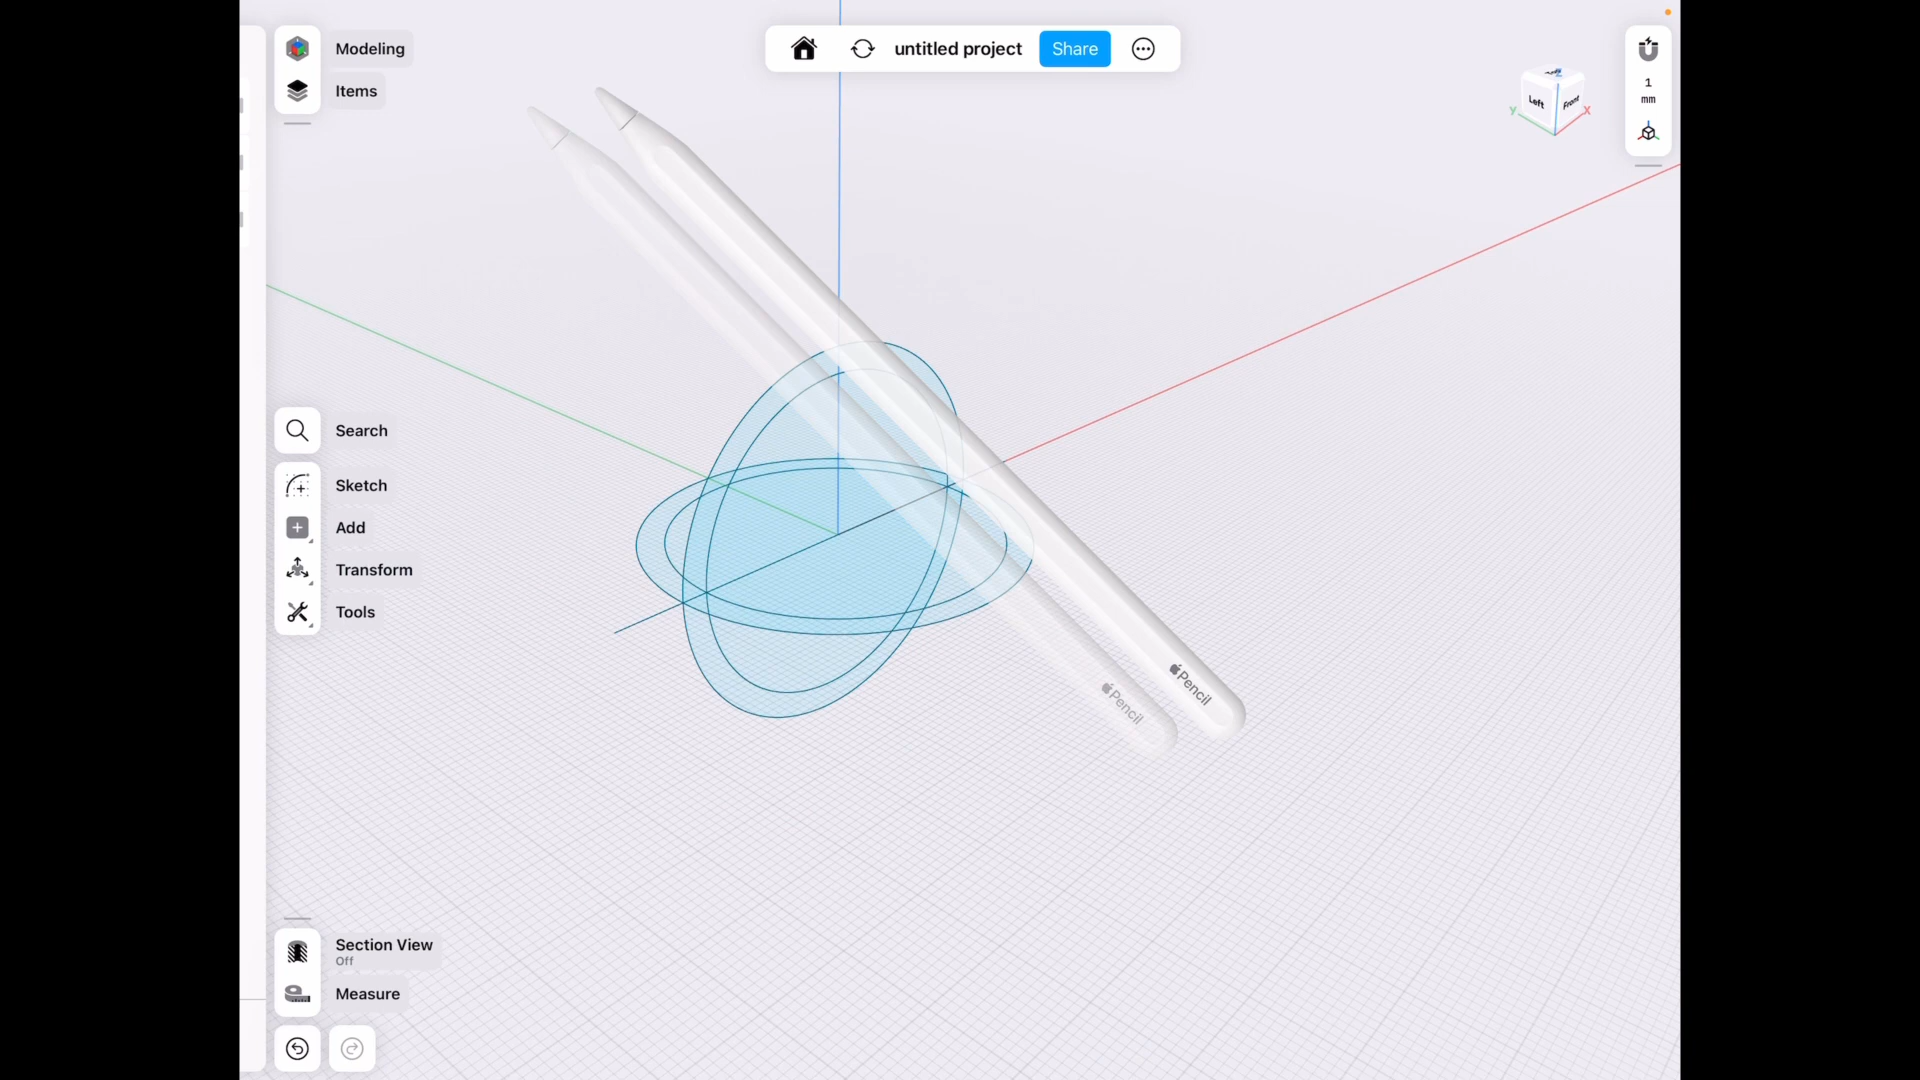 Modeling
Items
untitled project
Share
Left
Front
Y
X
Z
1
mm
Search
Sketch
Add
Transform
Tools
Pencil
Pencil
Section View
Off
Measure